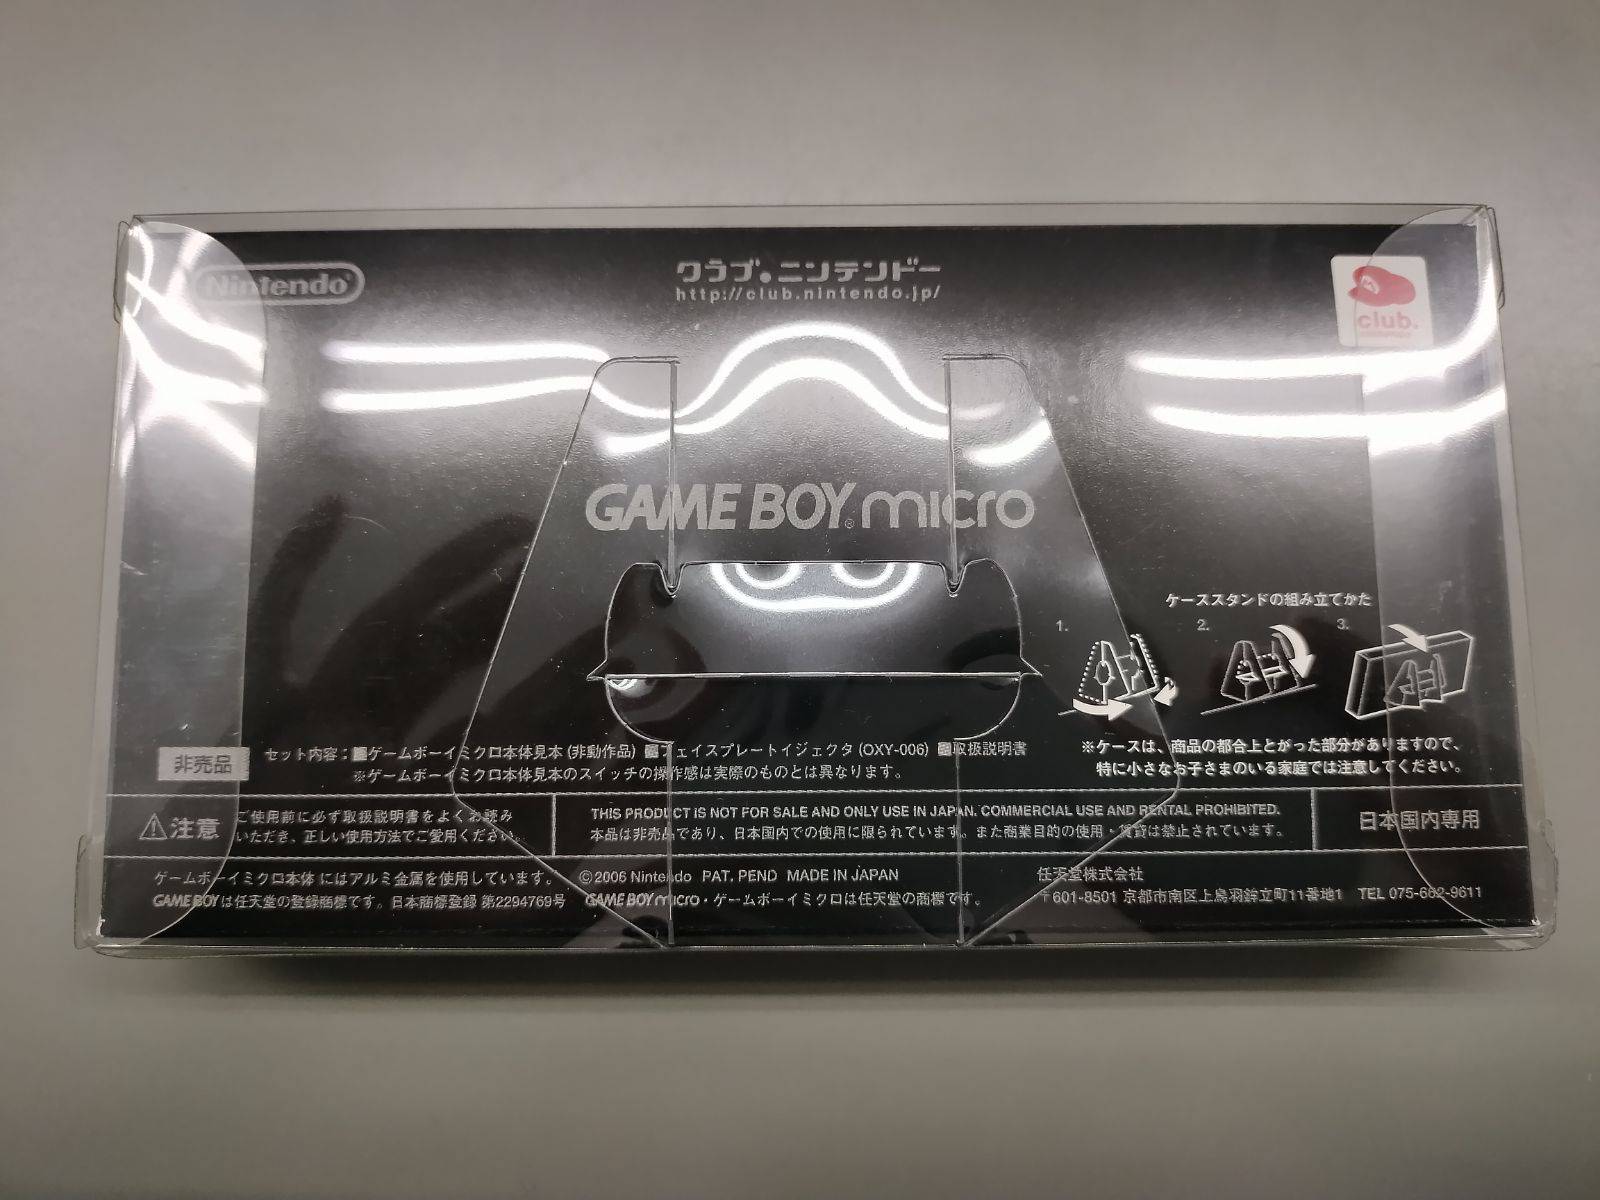 Nintendo
クラブ・ニンテンドー
http://club.nintendo.jp/
club.
GAME BOY® micro
ケーススタンドの組み立てかた
1. 2. 3.
非売品
セット内容：■ゲームボーイミクロ本体見本(非動作品) ■フェイスプレートイジェクタ(OXY-006) ■取扱説明書
※ゲームボーイミクロ本体見本のスイッチの操作感は実際のものとは異なります。
※ケースは、商品の都合上とがった部分がありますので、
特に小さなお子さまのいる家庭では注意してください。
⚠注意
ご使用前に必ず取扱説明書をよくお読み
いただき、正しい使用方法でご愛用ください。
THIS PRODUCT IS NOT FOR SALE AND ONLY USE IN JAPAN. COMMERCIAL USE AND RENTAL PROHIBITED.
本品は非売品であり、日本国内での使用に限られています。また商業目的の使用・賃貸は禁止されています。
日本国内専用
ゲームボーイミクロ本体にはアルミ金属を使用しています。
GAME BOYは任天堂の登録商標です。日本商標登録 第2294769号
©2006 Nintendo PAT, PEND MADE IN JAPAN
GAME BOY micro・ゲームボーイミクロは任天堂の商標です。
任天堂株式会社
〒601-8501 京都市南区上鳥羽鉾立町11番地1 TEL 075-662-9611